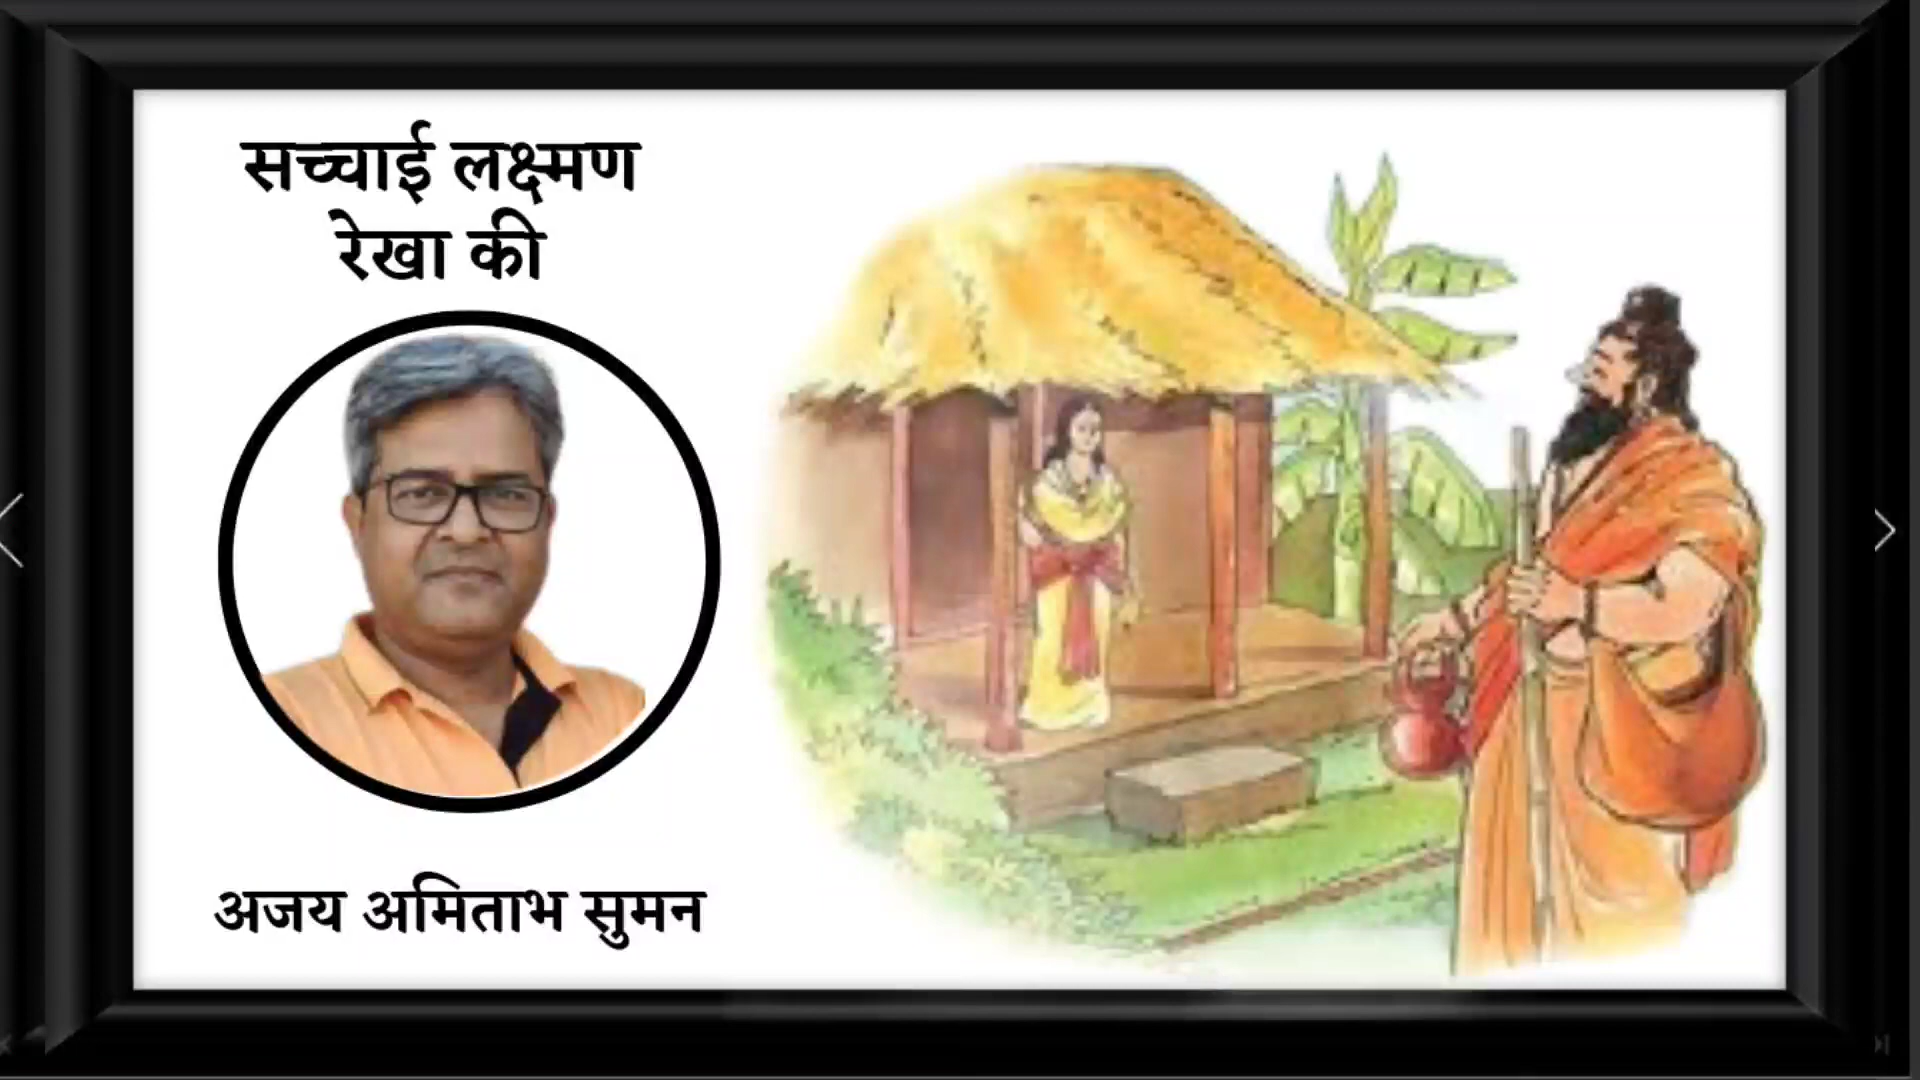 सच्चाई लक्ष्मण
रेखा की
अजय अमिताभ सुमन